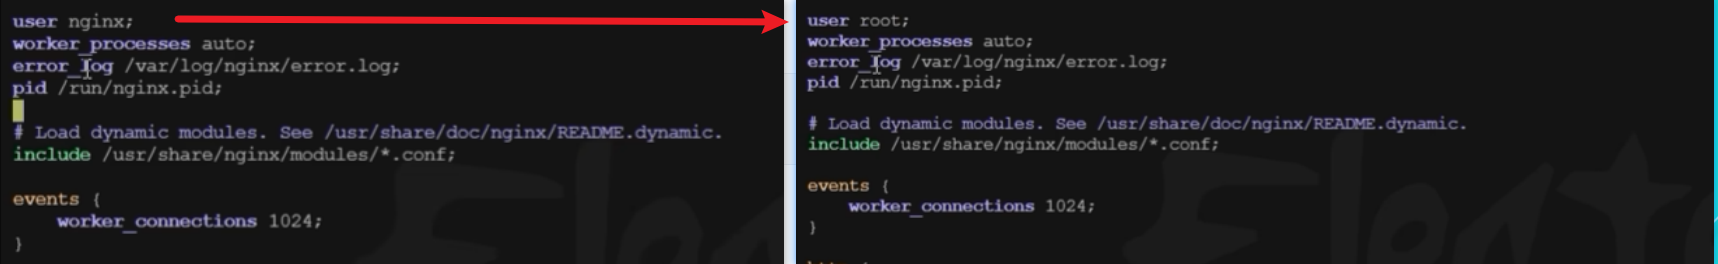 user nginx;
worker_processes auto;
error_log /var/log/nginx/error.log;
pid /run/nginx.pid;
# Load dynamic modules. See /usr/share/doc/nginx/README.dynamic.
include /usr/share/nginx/modules/*.conf;
events {
    worker_connections 1024;
}
user root;
worker_processes auto;
error_log /var/log/nginx/error.log;
pid /run/nginx.pid;
# Load dynamic modules. See /usr/share/doc/nginx/README.dynamic.
include /usr/share/nginx/modules/*.conf;
events {
    worker_connections 1024;
}